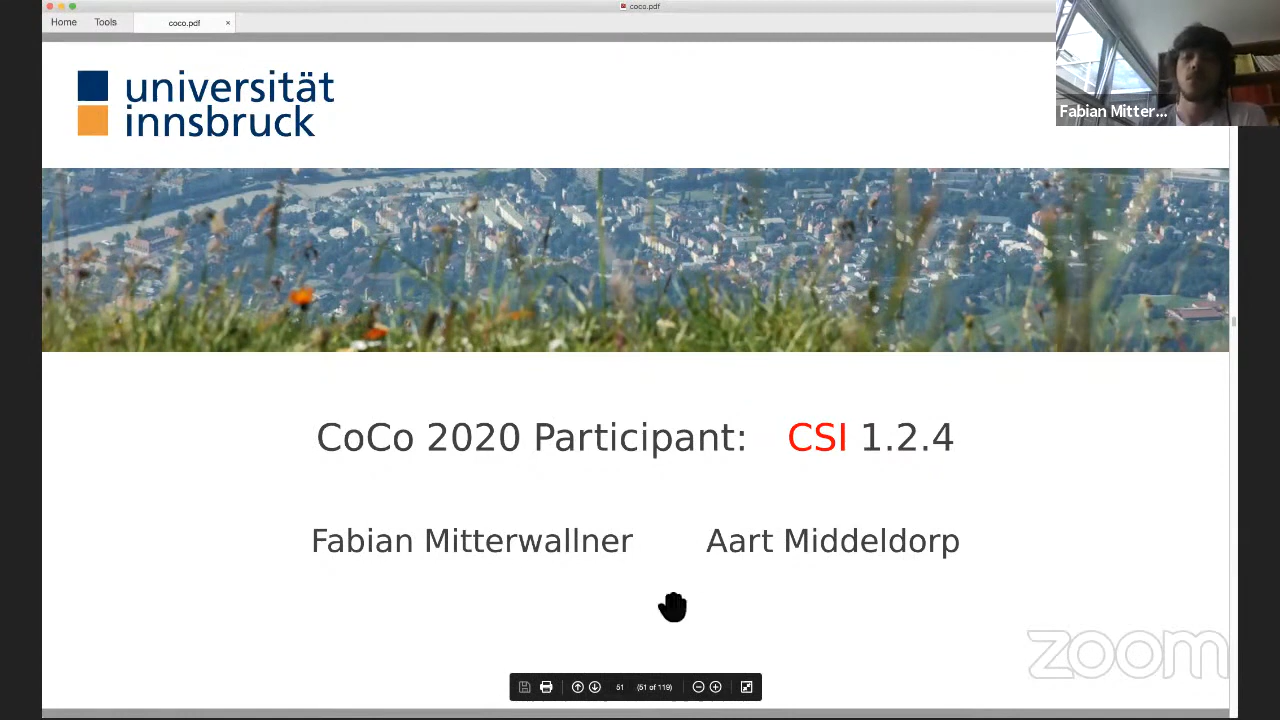 coco.pdf
Home Tools coco.pdf ×
universität
innsbruck
Fabian Mitter...
CoCo 2020 Participant: CSI 1.2.4
Fabian Mitterwallner Aart Middeldorp
zoom
51 (51 of 119)